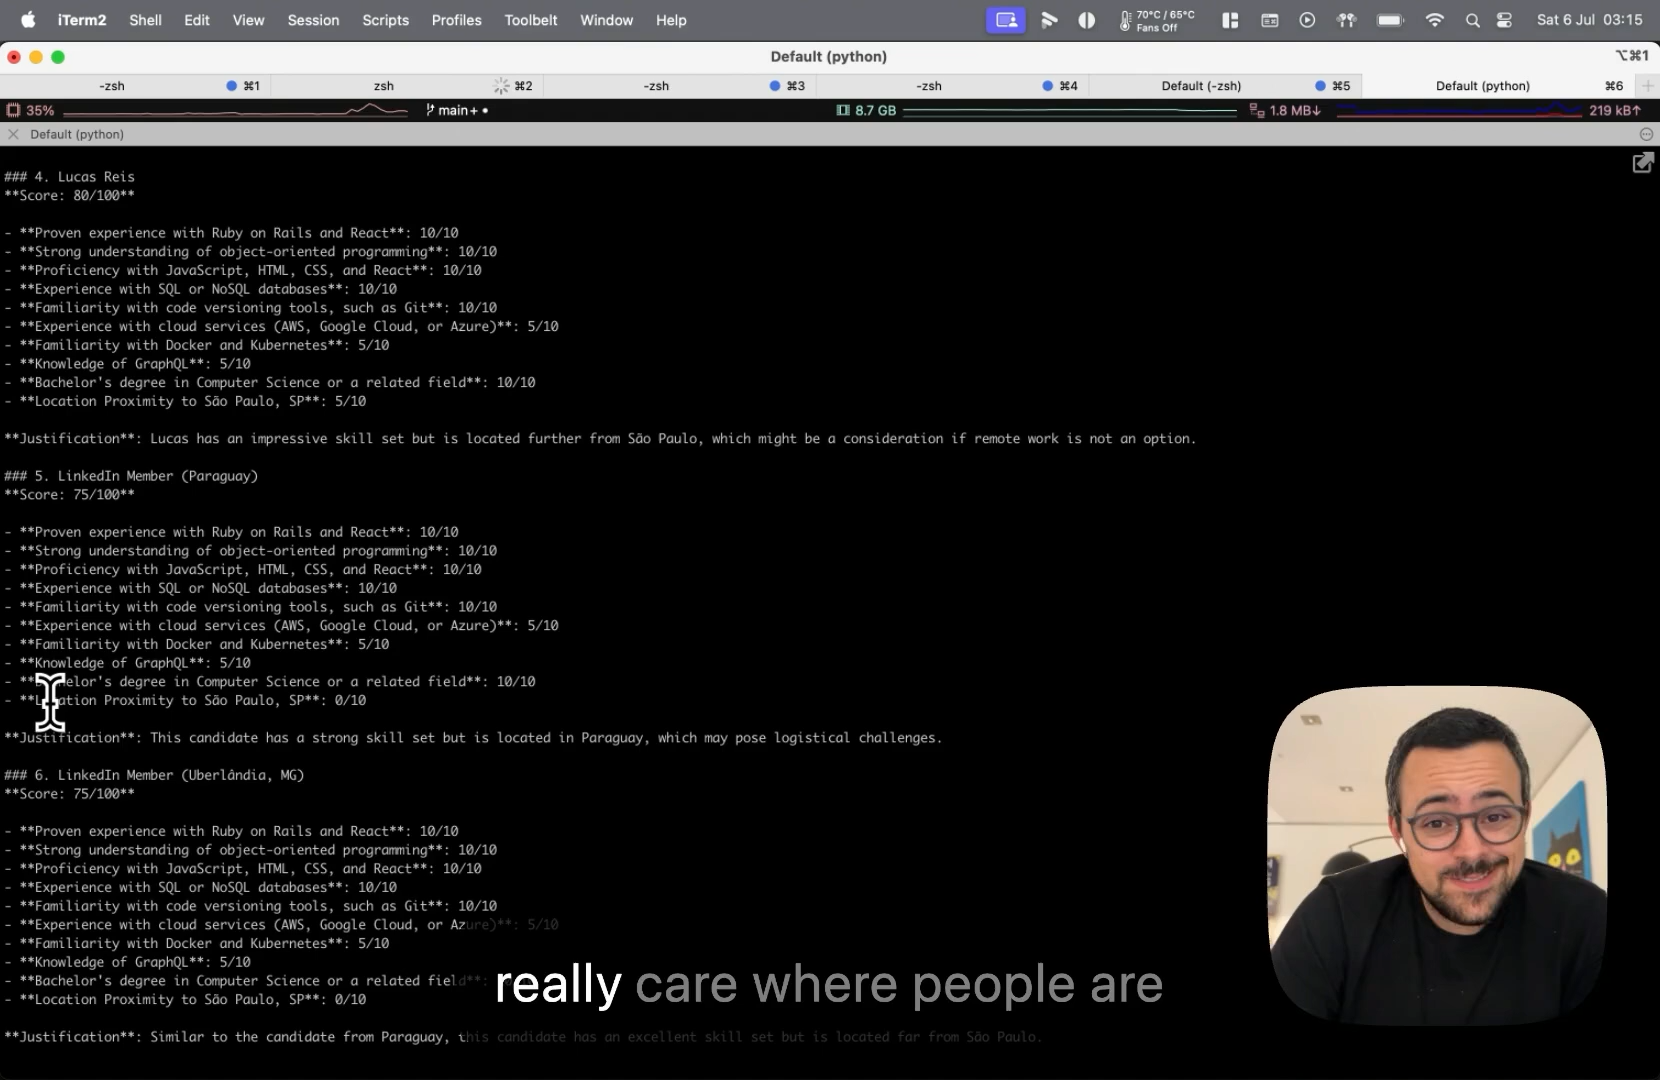 iTerm2 Shell Edit View Session Scripts Profiles Toolbelt Window Help 70°C / 65°C Fans Off Sat 6 Jul 03:15
Default (python) ⌥⌘1
-zsh ⌘1 zsh ⌘2 -zsh ⌘3 -zsh ⌘4 Default (-zsh) ⌘5 Default (python) ⌘6
35% main+• 8.7 GB 1.8 MB↓ 219 kB↑
Default (python)
### 4. Lucas Reis
**Score: 80/100**
- **Proven experience with Ruby on Rails and React**: 10/10
- **Strong understanding of object-oriented programming**: 10/10
- **Proficiency with JavaScript, HTML, CSS, and React**: 10/10
- **Experience with SQL or NoSQL databases**: 10/10
- **Familiarity with code versioning tools, such as Git**: 10/10
- **Experience with cloud services (AWS, Google Cloud, or Azure)**: 5/10
- **Familiarity with Docker and Kubernetes**: 5/10
- **Knowledge of GraphQL**: 5/10
- **Bachelor's degree in Computer Science or a related field**: 10/10
- **Location Proximity to São Paulo, SP**: 5/10
**Justification**: Lucas has an impressive skill set but is located further from São Paulo, which might be a consideration if remote work is not an option.
### 5. LinkedIn Member (Paraguay)
**Score: 75/100**
- **Proven experience with Ruby on Rails and React**: 10/10
- **Strong understanding of object-oriented programming**: 10/10
- **Proficiency with JavaScript, HTML, CSS, and React**: 10/10
- **Experience with SQL or NoSQL databases**: 10/10
- **Familiarity with code versioning tools, such as Git**: 10/10
- **Experience with cloud services (AWS, Google Cloud, or Azure)**: 5/10
- **Familiarity with Docker and Kubernetes**: 5/10
- **Knowledge of GraphQL**: 5/10
- **Bachelor's degree in Computer Science or a related field**: 10/10
- **Location Proximity to São Paulo, SP**: 0/10
**Justification**: This candidate has a strong skill set but is located in Paraguay, which may pose logistical challenges.
### 6. LinkedIn Member (Uberlândia, MG)
**Score: 75/100**
- **Proven experience with Ruby on Rails and React**: 10/10
- **Strong understanding of object-oriented programming**: 10/10
- **Proficiency with JavaScript, HTML, CSS, and React**: 10/10
- **Experience with SQL or NoSQL databases**: 10/10
- **Familiarity with code versioning tools, such as Git**: 10/10
- **Experience with cloud services (AWS, Google Cloud, or Azure)**: 5/10
- **Familiarity with Docker and Kubernetes**: 5/10
- **Knowledge of GraphQL**: 5/10
- **Bachelor's degree in Computer Science or a related field**:
- **Location Proximity to São Paulo, SP**: 0/10
really care where people are
**Justification**: Similar to the candidate from Paraguay, this candidate has an excellent skill set but is located far from São Paulo.